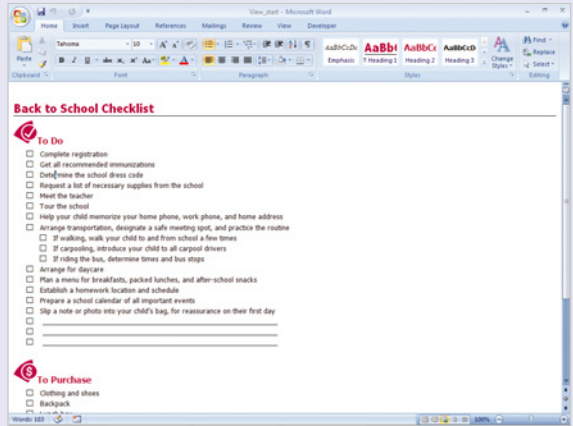 View_start - Microsoft Word
Home Insert Page Layout References Mailings Review View Developer
Tahoma 10
Paste
AaBbCcDc AaBb( AaBbCc AaBbCcD
Emphasis ¶ Heading 1 Heading 2 Heading 3
Change Styles
Find
Replace
Select
Clipboard Font Paragraph Styles Editing
Back to School Checklist
To Do
Complete registration
Get all recommended immunizations
Determine the school dress code
Request a list of necessary supplies from the school
Meet the teacher
Tour the school
Help your child memorize your home phone, work phone, and home address
Arrange transportation, designate a safe meeting spot, and practice the routine
If walking, walk your child to and from school a few times
If carpooling, introduce your child to all carpool drivers
If riding the bus, determine times and bus stops
Arrange for daycare
Plan a menu for breakfasts, packed lunches, and after-school snacks
Establish a homework location and schedule
Prepare a school calendar of all important events
Slip a note or photo into your child's bag, for reassurance on their first day
To Purchase
Clothing and shoes
Backpack
Words: 183 100%